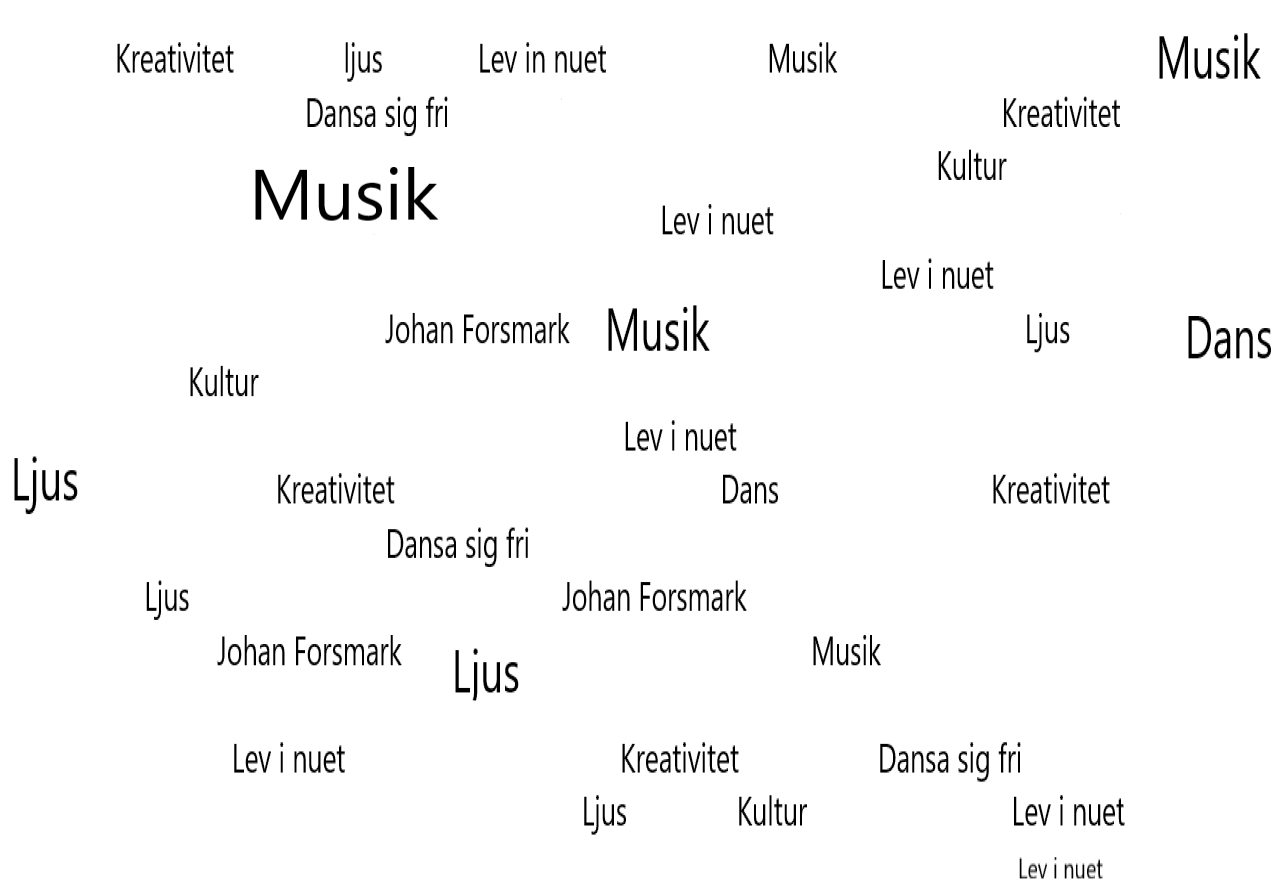 Kreativitet ljus Lev in nuet Musik Musik
Dansa sig fri Kreativitet
Kultur
Musik
Lev i nuet
Lev i nuet
Johan Forsmark Musik Ljus Dans
Kultur
Lev i nuet
Ljus Kreativitet Dans Kreativitet
Dansa sig fri
Ljus Johan Forsmark
Johan Forsmark Ljus Musik
Lev i nuet Kreativitet Dansa sig fri
Ljus Kultur Lev i nuet
Lev i nuet